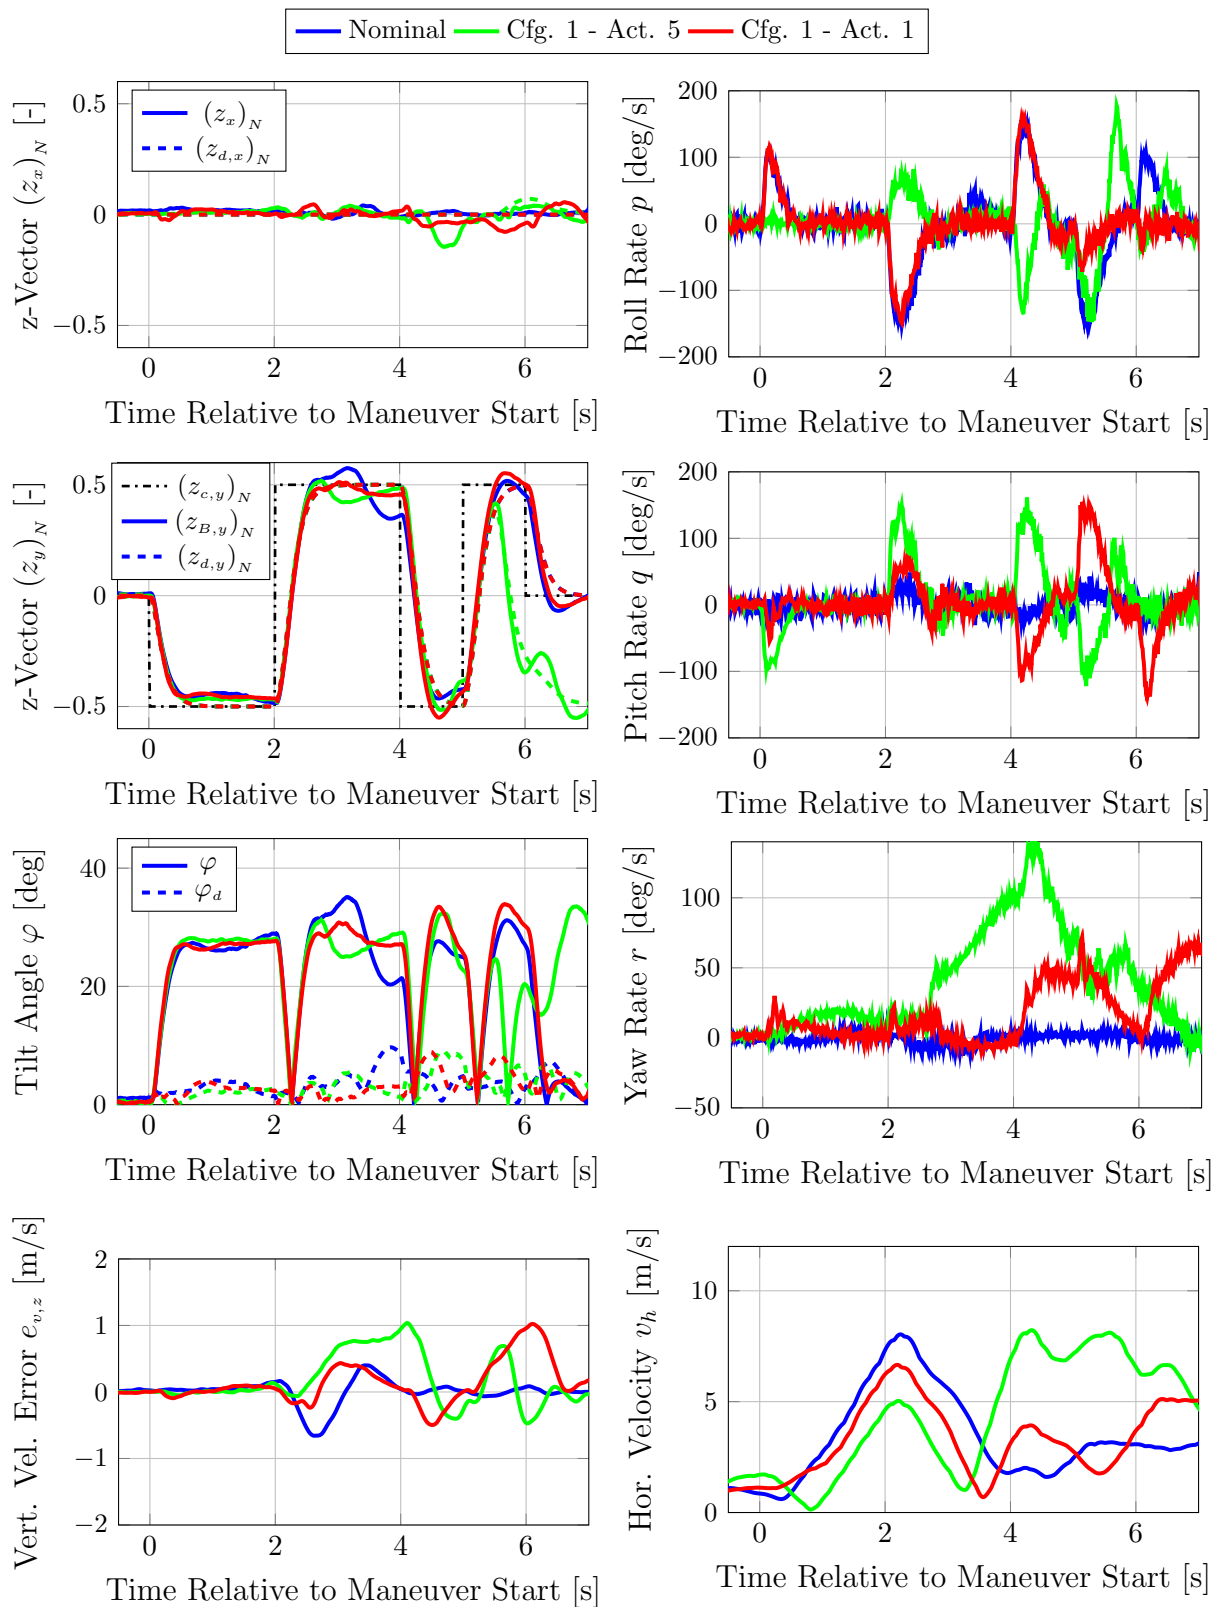 Nominal Cfg. 1 - Act. 5 Cfg. 1 - Act. 1
z-Vector (z_x)_N [-]
0.5
0
−0.5
(z_x)_N
(z_{d,x})_N
0 2 4 6
Time Relative to Maneuver Start [s]
Roll Rate p [deg/s]
200
100
0
−100
−200
0 2 4 6
Time Relative to Maneuver Start [s]
z-Vector (z_y)_N [-]
0.5
0
−0.5
(z_{c,y})_N
(z_{B,y})_N
(z_{d,y})_N
0 2 4 6
Time Relative to Maneuver Start [s]
Pitch Rate q [deg/s]
200
100
0
−100
−200
0 2 4 6
Time Relative to Maneuver Start [s]
Tilt Angle φ [deg]
40
20
0
φ
φ_d
0 2 4 6
Time Relative to Maneuver Start [s]
Yaw Rate r [deg/s]
100
50
0
−50
0 2 4 6
Time Relative to Maneuver Start [s]
Vert. Vel. Error e_{v,z} [m/s]
2
1
0
−1
−2
0 2 4 6
Time Relative to Maneuver Start [s]
Hor. Velocity v_h [m/s]
10
5
0
0 2 4 6
Time Relative to Maneuver Start [s]